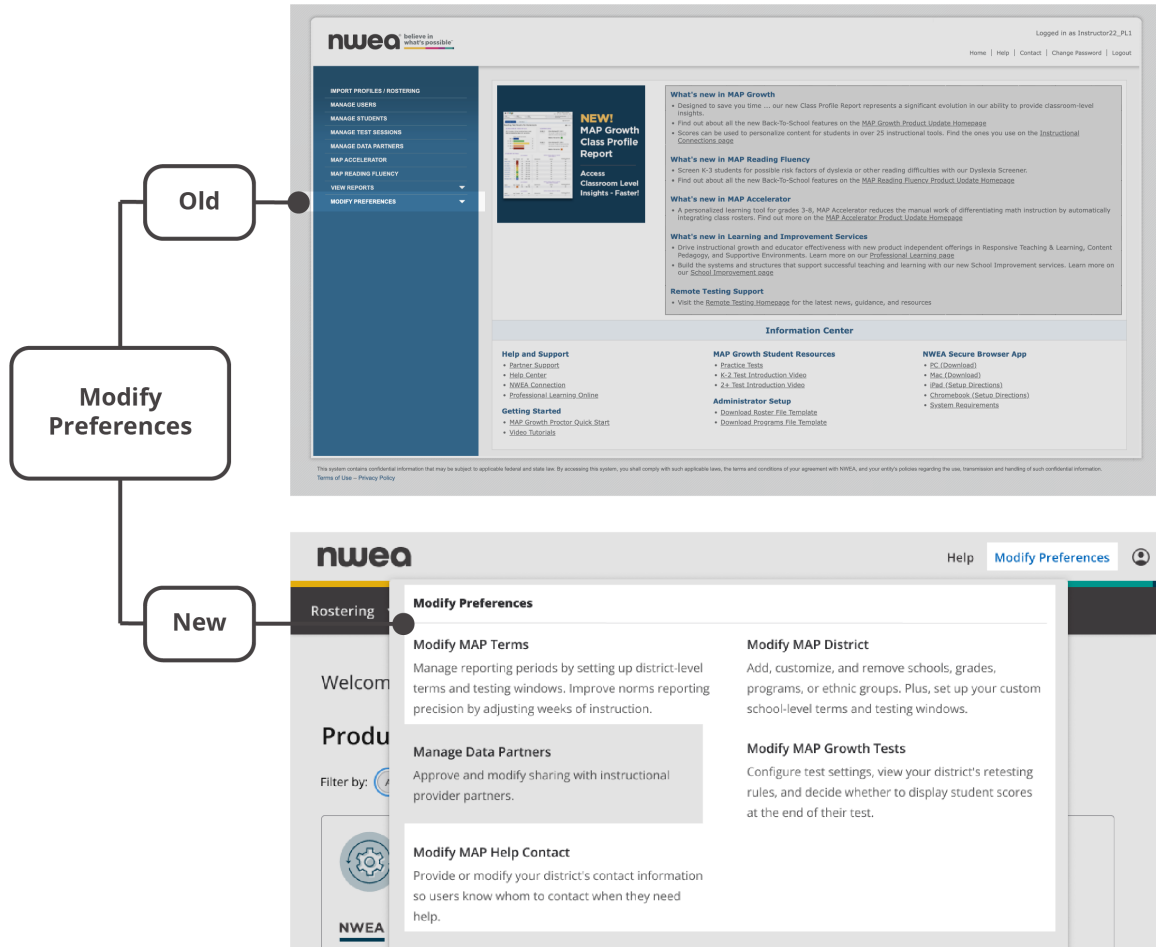 nwea believe in
what's possible
Logged in as Instructor22_PL1
Home | Help | Contact | Change Password | Logout
IMPORT PROFILES / ROSTERING
MANAGE USERS
MANAGE STUDENTS
MANAGE TEST SESSIONS
MANAGE DATA PARTNERS
MAP ACCELERATOR
MAP READING FLUENCY
VIEW REPORTS
MODIFY PREFERENCES
NEW!
MAP Growth
Class Profile
Report
Access
Classroom Level
Insights - Faster!
What's new in MAP Growth
• Designed to save you time ... our new Class Profile Report represents a significant evolution in our ability to provide classroom-level
insights.
• Find out about all the new Back-To-School features on the MAP Growth Product Update Homepage
• Scores can be used to personalize content for students in over 25 instructional tools. Find the ones you use on the Instructional
Connections page
What's new in MAP Reading Fluency
• Screen K-3 students for possible risk factors of dyslexia or other reading difficulties with our Dyslexia Screener.
• Find out about all the new Back-To-School features on the MAP Reading Fluency Product Update Homepage
What's new in MAP Accelerator
• A personalized learning tool for grades 3-8, MAP Accelerator reduces the manual work of differentiating math instruction by automatically
integrating class rosters. Find out more on the MAP Accelerator Product Update Homepage
What's new in Learning and Improvement Services
• Drive instructional growth and educator effectiveness with new product independent offerings in Responsive Teaching & Learning, Content
Pedagogy, and Supportive Environments. Learn more on our Professional Learning page
• Build the systems and structures that support successful teaching and learning with our new School Improvement services. Learn more on
our School Improvement page
Remote Testing Support
• Visit the Remote Testing Homepage for the latest news, guidance, and resources
Information Center
Help and Support
• Partner Support
• Help Center
• NWEA Connection
• Professional Learning Online
Getting Started
• MAP Growth Proctor Quick Start
• Video Tutorials
MAP Growth Student Resources
• Practice Tests
• K-2 Test Introduction Video
• 2+ Test Introduction Video
Administrator Setup
• Download Roster File Template
• Download Programs File Template
NWEA Secure Browser App
• PC (Download)
• Mac (Download)
• iPad (Setup Directions)
• Chromebook (Setup Directions)
• System Requirements
This system contains confidential information that may be subject to applicable federal and state law. By accessing this system, you shall comply with such applicable laws, the terms and conditions of your agreement with NWEA, and your entity's policies regarding the use, transmission and handling of such confidential information.
Terms of Use – Privacy Policy
Old
Modify
Preferences
New
nwea
Help Modify Preferences
Rostering
Welcom
Produ
Filter by: A
NWEA
Modify Preferences
Modify MAP Terms
Manage reporting periods by setting up district-level
terms and testing windows. Improve norms reporting
precision by adjusting weeks of instruction.
Manage Data Partners
Approve and modify sharing with instructional
provider partners.
Modify MAP Help Contact
Provide or modify your district's contact information
so users know whom to contact when they need
help.
Modify MAP District
Add, customize, and remove schools, grades,
programs, or ethnic groups. Plus, set up your custom
school-level terms and testing windows.
Modify MAP Growth Tests
Configure test settings, view your district's retesting
rules, and decide whether to display student scores
at the end of their test.